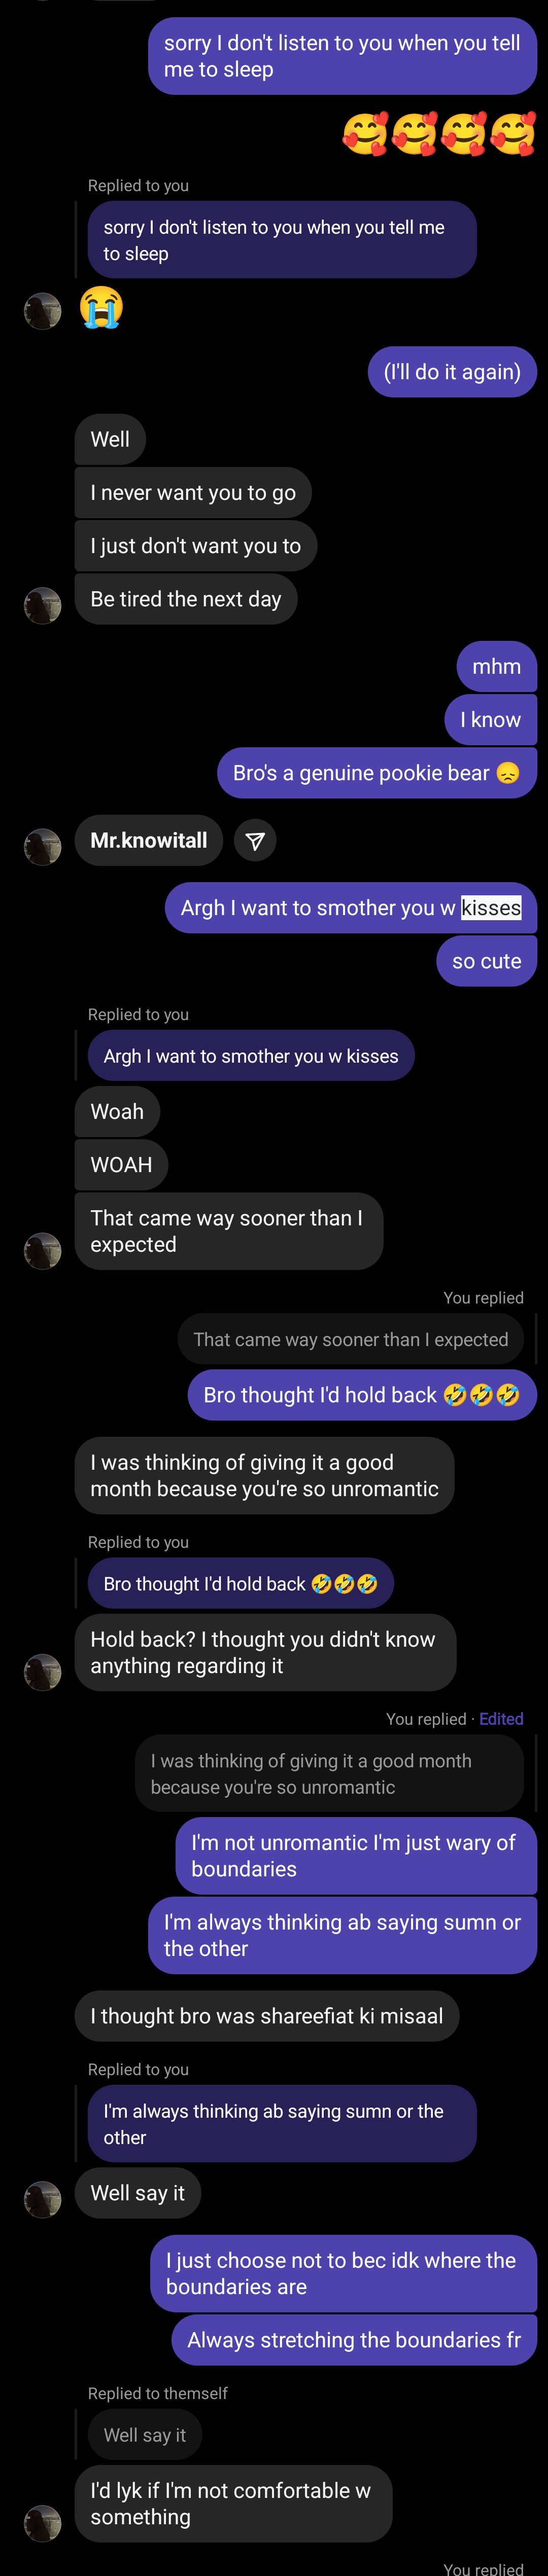 sorry I don't listen to you when you tell
me to sleep
🥰🥰🥰🥰
Replied to you
sorry I don't listen to you when you tell me
to sleep
😭
(I'll do it again)
Well
I never want you to go
I just don't want you to
Be tired the next day
mhm
I know
Bro's a genuine pookie bear 😞
Mr.knowitall
Argh I want to smother you w kisses
so cute
Replied to you
Argh I want to smother you w kisses
Woah
WOAH
That came way sooner than I
expected
You replied
That came way sooner than I expected
Bro thought I'd hold back 🤣🤣🤣
I was thinking of giving it a good
month because you're so unromantic
Replied to you
Bro thought I'd hold back 🤣🤣🤣
Hold back? I thought you didn't know
anything regarding it
You replied · Edited
I was thinking of giving it a good month
because you're so unromantic
I'm not unromantic I'm just wary of
boundaries
I'm always thinking ab saying sumn or
the other
I thought bro was shareefiat ki misaal
Replied to you
I'm always thinking ab saying sumn or the
other
Well say it
I just choose not to bec idk where the
boundaries are
Always stretching the boundaries fr
Replied to themself
Well say it
I'd lyk if I'm not comfortable w
something
You replied